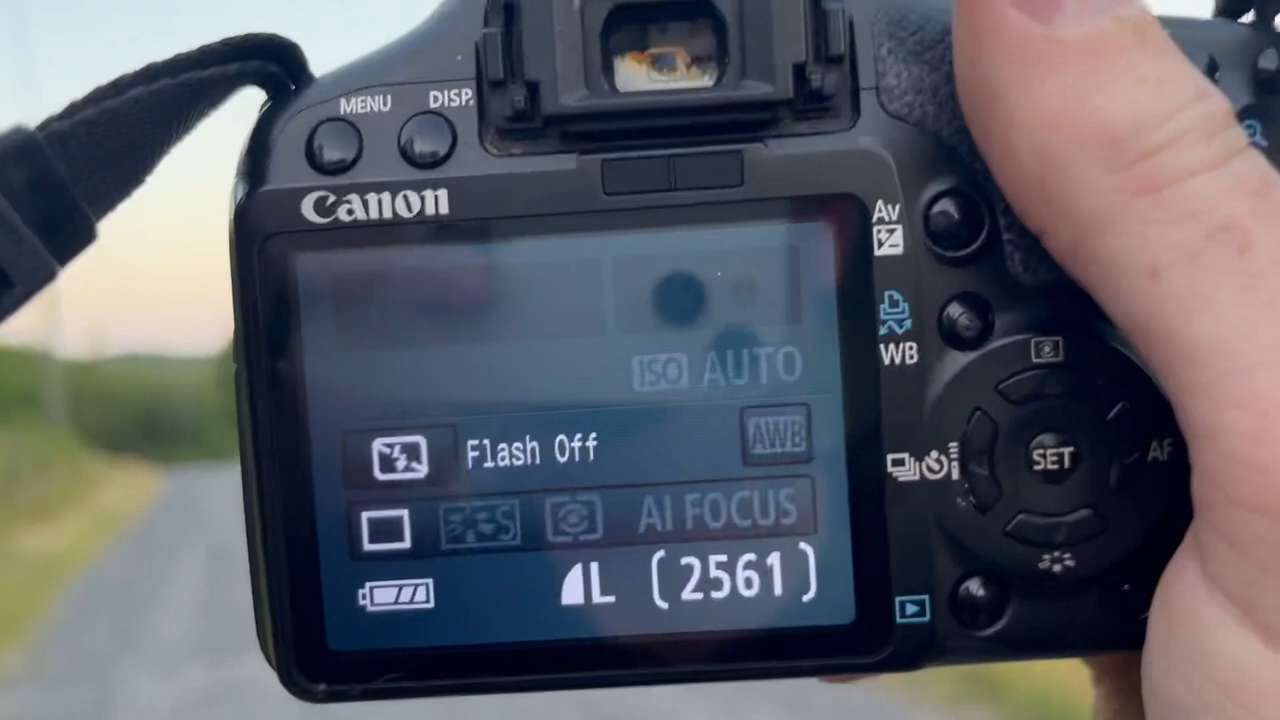 MENU DISP.
Canon
Av
WB
ISO AUTO
Flash Off
AWB
SET
AF
S AI FOCUS
L (2561)